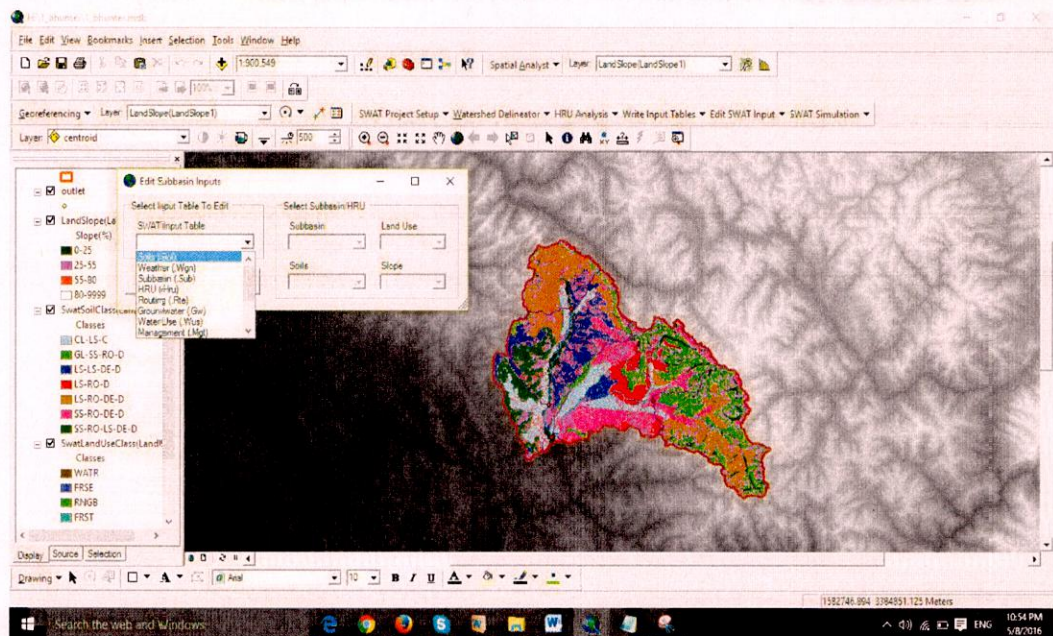 File Edit View Bookmarks Insert Selection Tools Window Help
1:900,549 Spatial Analyst Layer: LandSlope(LandSlope1)
100%
Georeferencing Layer: LandSlope(LandSlope1) SWAT Project Setup Watershed Delineator HRU Analysis Write Input Tables Edit SWAT Input SWAT Simulation
Layer: centroid 500
Edit Subbasin Inputs
Select Input Table To Edit
SWAT Input Table
Soils (.Sol)
Weather (.Wgn)
Subbasin (.Sub)
HRU (.Hru)
Routing (.Rte)
Groundwater (.Gw)
Water Use (.Wus)
Management (.Mgt)
Select Subbasin/HRU
Subbasin Land Use
Soils Slope
outlet
LandSlope(La
Slope(%)
0-25
25-55
55-80
80-9999
Classes
CL-LS-C
GL-SS-RO-D
LS-LS-DE-D
LS-RO-D
LS-RO-DE-D
SS-RO-DE-D
SS-RO-LS-DE-D
Classes
WATR
FRSE
RNGB
FRST
Display Source Selection
Drawing Arial 10 B I U A
1582746.994 3384851.125 Meters
Search the web and Windows
ENG 10:54 PM
5/8/2016